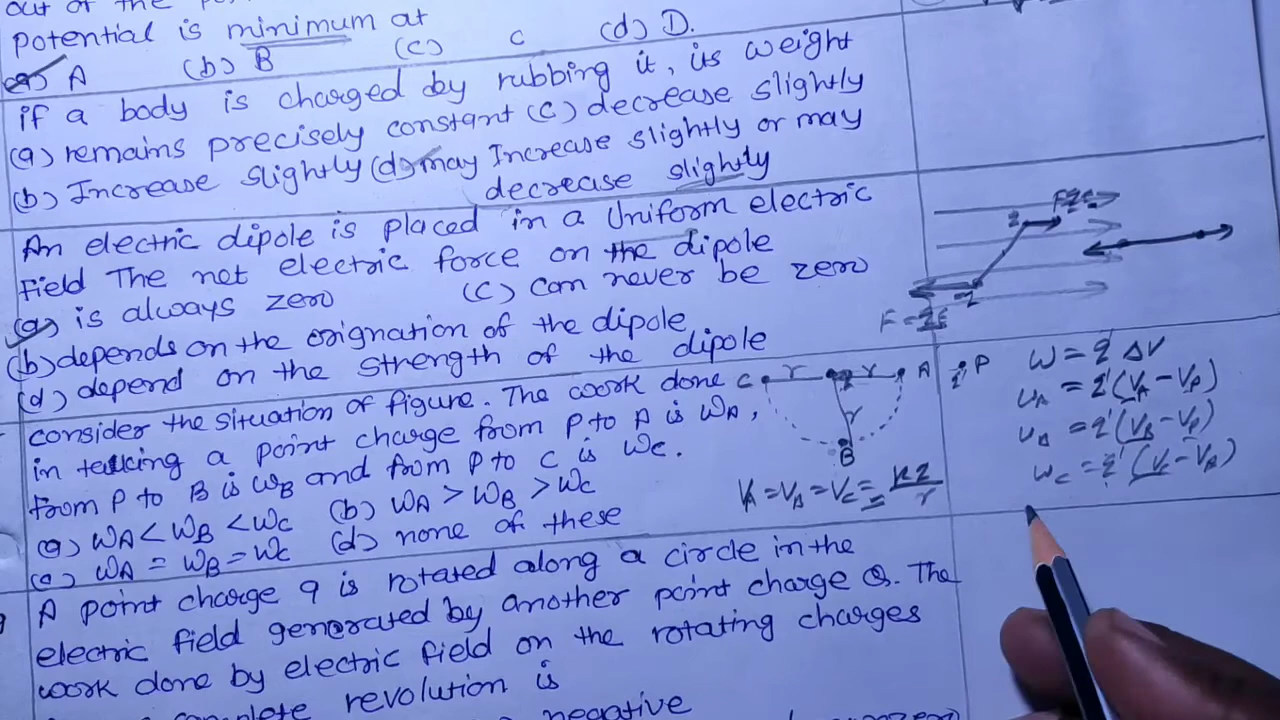 out of the
Potential is minimum at
(a) A (b) B (c) C (d) D.
if a body is charged by rubbing it, its weight
(a) remains precisely constant (c) decrease slightly
(b) Increase slightly (d) may Increase slightly or may
decrease slightly
An electric dipole is placed in a Uniform electric
field The net electric force on the dipole
(a) is always zero (c) can never be zero
(b) depends on the orignation of the dipole
(d) depend on the strength of the dipole
consider the situation of figure. The work done
in taking a point charge from P to A is WA,
from P to B is WB and from P to C is Wc.
(a) WA < WB < Wc (b) WA > WB > Wc
(c) WA = WB = Wc (d) none of these
A point charge q is rotated along a circle in the
electric field generated by another point charge Q. The
work done by electric field on the rotating charges
complete revolution is
negative
F = qE
-q
q
C r q r A
r
B
P
VA = VB = VC = Kq/r
W = q ΔV
WA = q'(VA - VP)
WB = q'(VB - VP)
WC = q'(VC - VP)